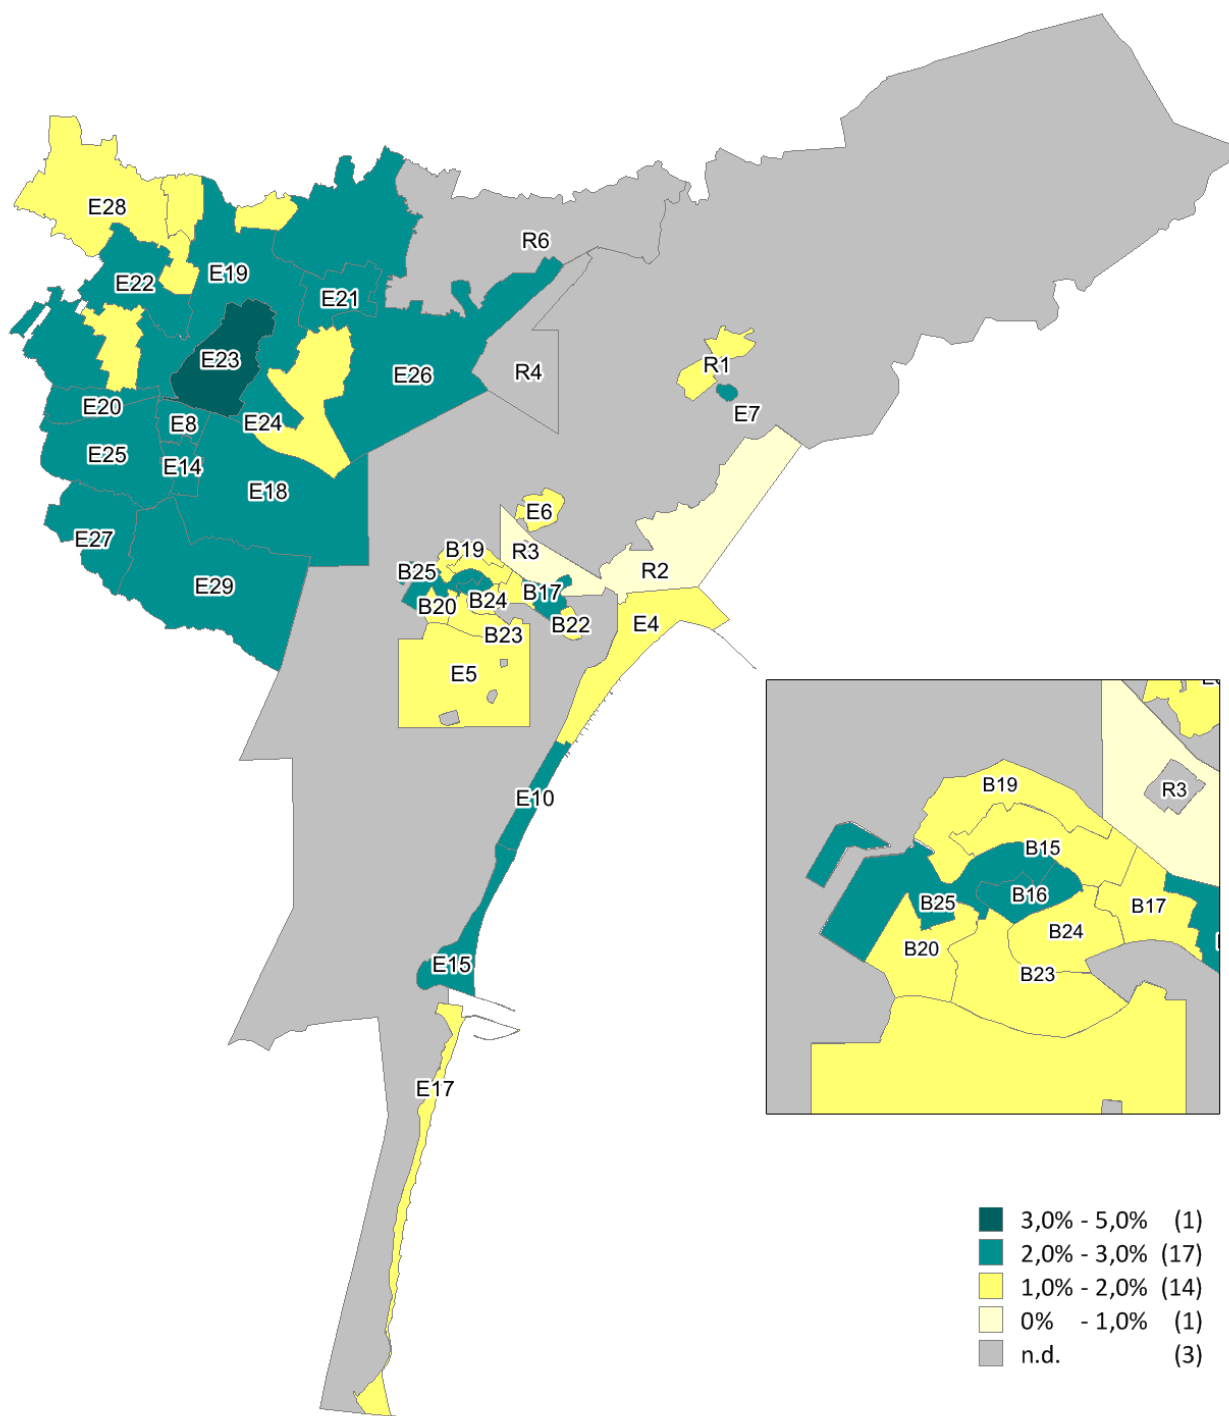 E28
R6
E19
E22
E21
E23
R4
E26
R1
E20
E7
E8
E24
E25
E14
E18
E6
E27
B19
R3
B25
R2
E29
B17
B20
B24
B22
E4
B23
E5
E10
E15
E17
R3
B19
B15
B16
B25
B17
B24
B20
B23
3,0% - 5,0% (1)
2,0% - 3,0% (17)
1,0% - 2,0% (14)
0% - 1,0% (1)
n.d. (3)